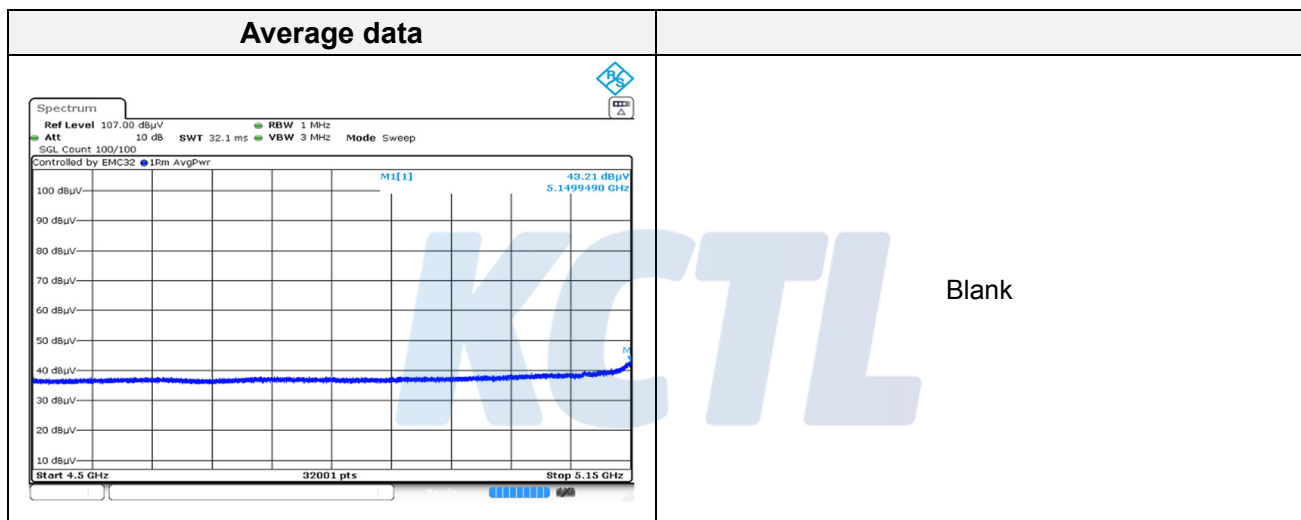 Average data
R/S
Spectrum
Ref Level 107.00 dBµV RBW 1 MHz
Att 10 dB SWT 32.1 ms VBW 3 MHz Mode Sweep
SGL Count 100/100
Controlled by EMC32 1Rm AvgPwr
M1[1] 43.21 dBµV
5.1499490 GHz
100 dBµV
90 dBµV
80 dBµV
70 dBµV
60 dBµV
50 dBµV
M
40 dBµV
30 dBµV
20 dBµV
10 dBµV
Start 4.5 GHz 32001 pts Stop 5.15 GHz
Ready
Blank
KCTL